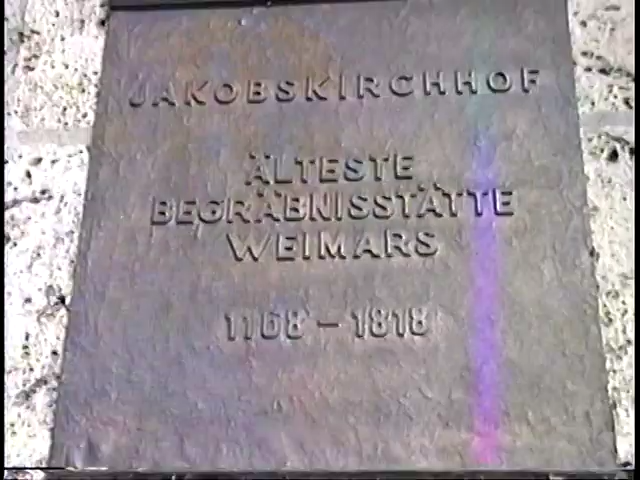 JAKOBSKIRCHHOF
ÄLTESTE
BEGRÄBNISSTÄTTE
WEIMARS
1168 – 1818